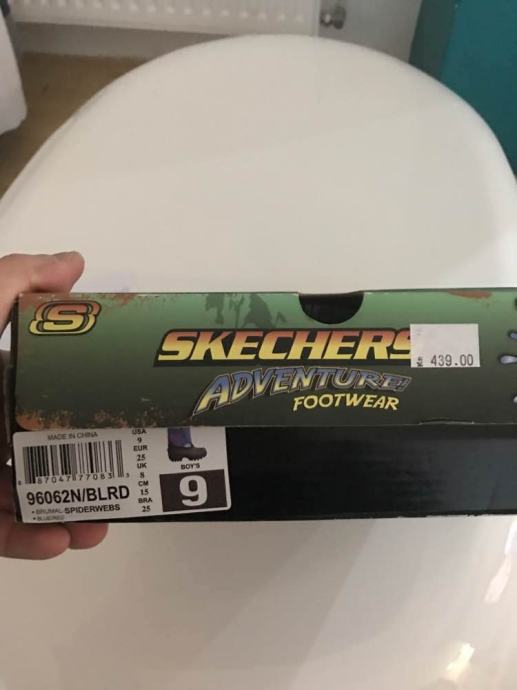 S
SKECHERS
439.00
ADVENTURE!
FOOTWEAR
MADE IN CHINA
USA
9
EUR
25
UK
8
CM
15
BRA
25
BOY'S
9
96062N/BLRD
• BRUMAL-SPIDERWEBS